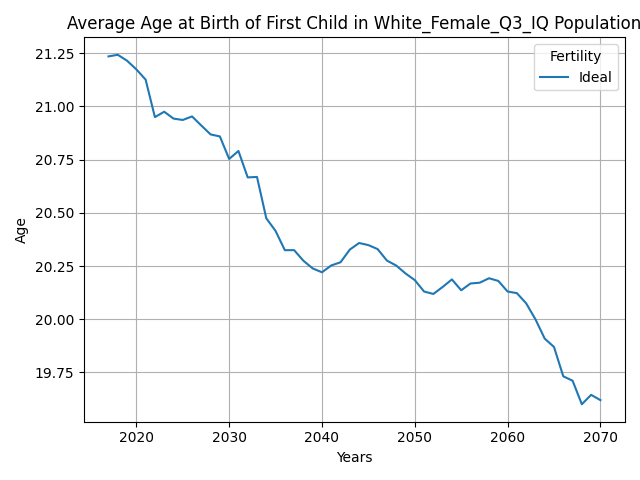 Average Age at Birth of First Child in White_Female_Q3_IQ Population
Fertility
Ideal
21.25
21.00
20.75
20.50
20.25
20.00
19.75
Age
2020 2030 2040 2050 2060 2070
Years